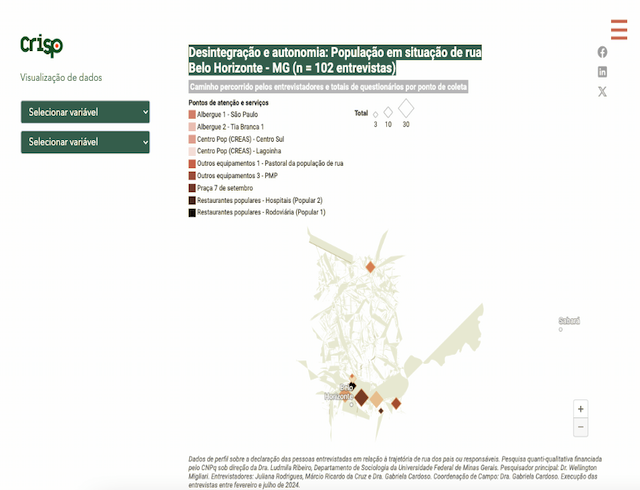 Crisp
Visualização de dados
Selecionar variável
Selecionar variável
Desintegração e autonomia: População em situação de rua
Belo Horizonte - MG (n = 102 entrevistas)
Caminho percorrido pelos entrevistadores e totais de questionários por ponto de coleta
Pontos de atenção e serviços
Albergue 1 - São Paulo
Albergue 2 - Tia Branca 1
Centro Pop (CREAS) - Centro Sul
Centro Pop (CREAS) - Lagoinha
Outros equipamentos 1 - Pastoral da população de rua
Outros equipamentos 3 - PMP
Praça 7 de setembro
Restaurantes populares - Hospitais (Popular 2)
Restaurantes populares - Rodoviária (Popular 1)
Total
3 10 30
Sabará
Belo
Horizonte
+
−
Dados de perfil sobre a declaração das pessoas entrevistadas em relação à trajetória de rua dos pais ou responsáveis. Pesquisa quanti-qualitativa financiada
pelo CNPq sob direção da Dra. Ludmila Ribeiro, Departamento de Sociologia da Universidade Federal de Minas Gerais. Pesquisador principal: Dr. Wellington
Migliari. Entrevistadores: Juliana Rodrigues, Márcio Ricardo da Cruz e Dra. Gabriela Cardoso. Coordenação de Campo: Dra. Gabriela Cardoso. Execução das
entrevistas entre fevereiro e julho de 2024.